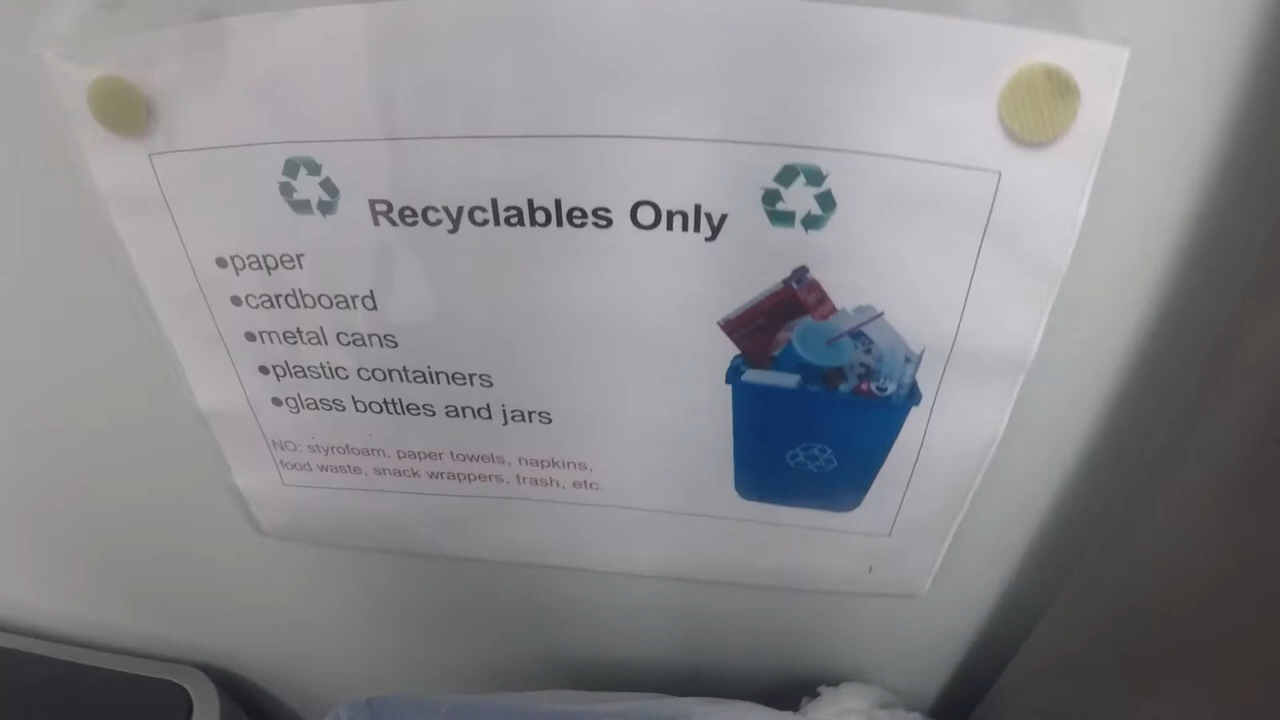 Recyclables Only
●paper
●cardboard
●metal cans
●plastic containers
●glass bottles and jars
NO: styrofoam, paper towels, napkins,
food waste, snack wrappers, trash, etc.
1